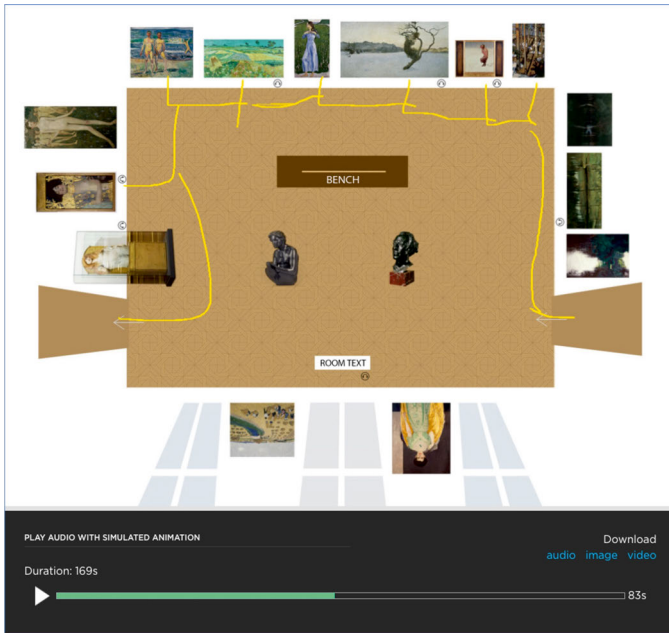 BENCH
ROOM TEXT
PLAY AUDIO WITH SIMULATED ANIMATION
Download
audio image video
Duration: 169s
83s